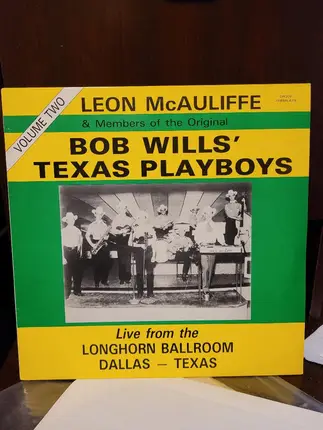 VOLUME TWO
LEON McAULIFFE
& Members of the Original
BOB WILLS'
TEXAS PLAYBOYS
Live from the
LONGHORN BALLROOM
DALLAS – TEXAS